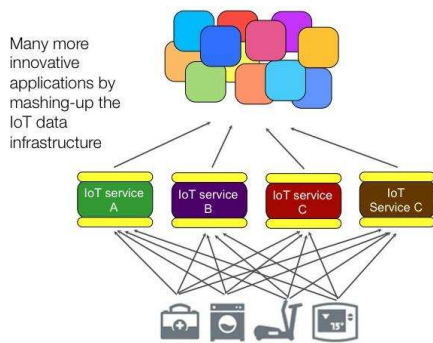 Many more
innovative
applications by
mashing-up the
IoT data
infrastructure
IoT service
A
IoT service
B
IoT service
C
IoT
Service C
75°